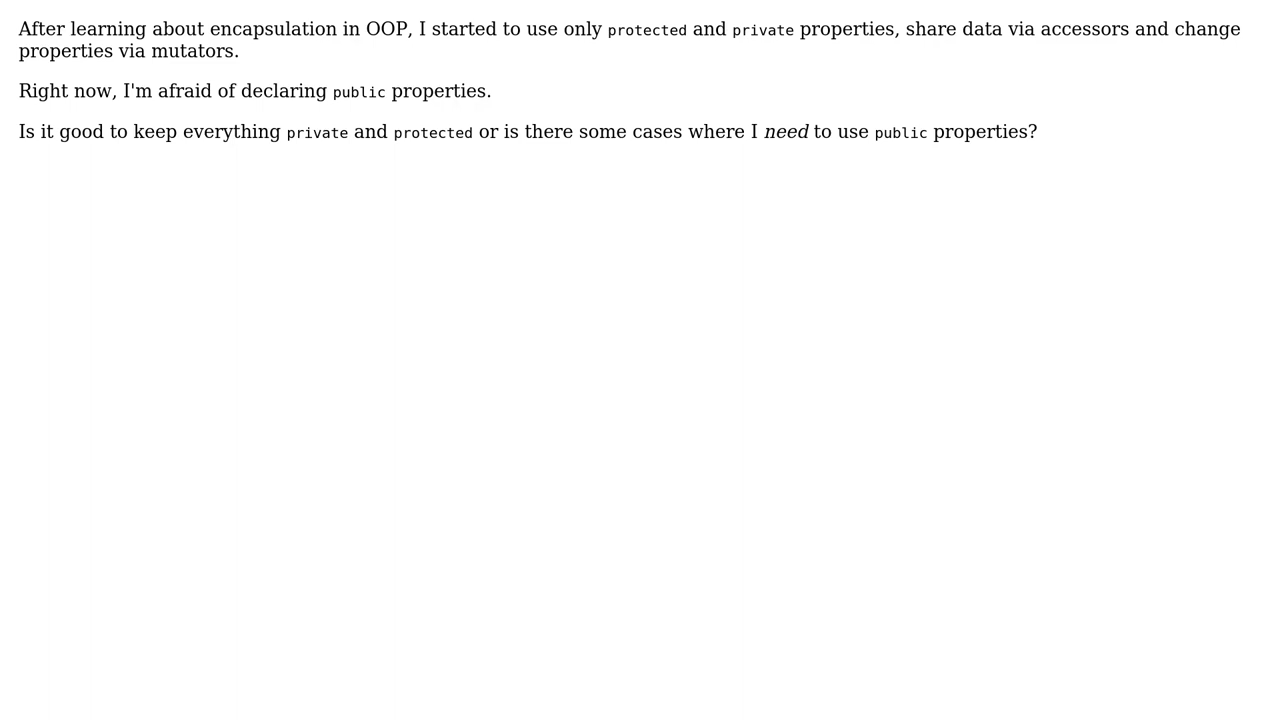 After learning about encapsulation in OOP, I started to use only protected and private properties, share data via accessors and change
properties via mutators.
Right now, I'm afraid of declaring public properties.
Is it good to keep everything private and protected or is there some cases where I need to use public properties?